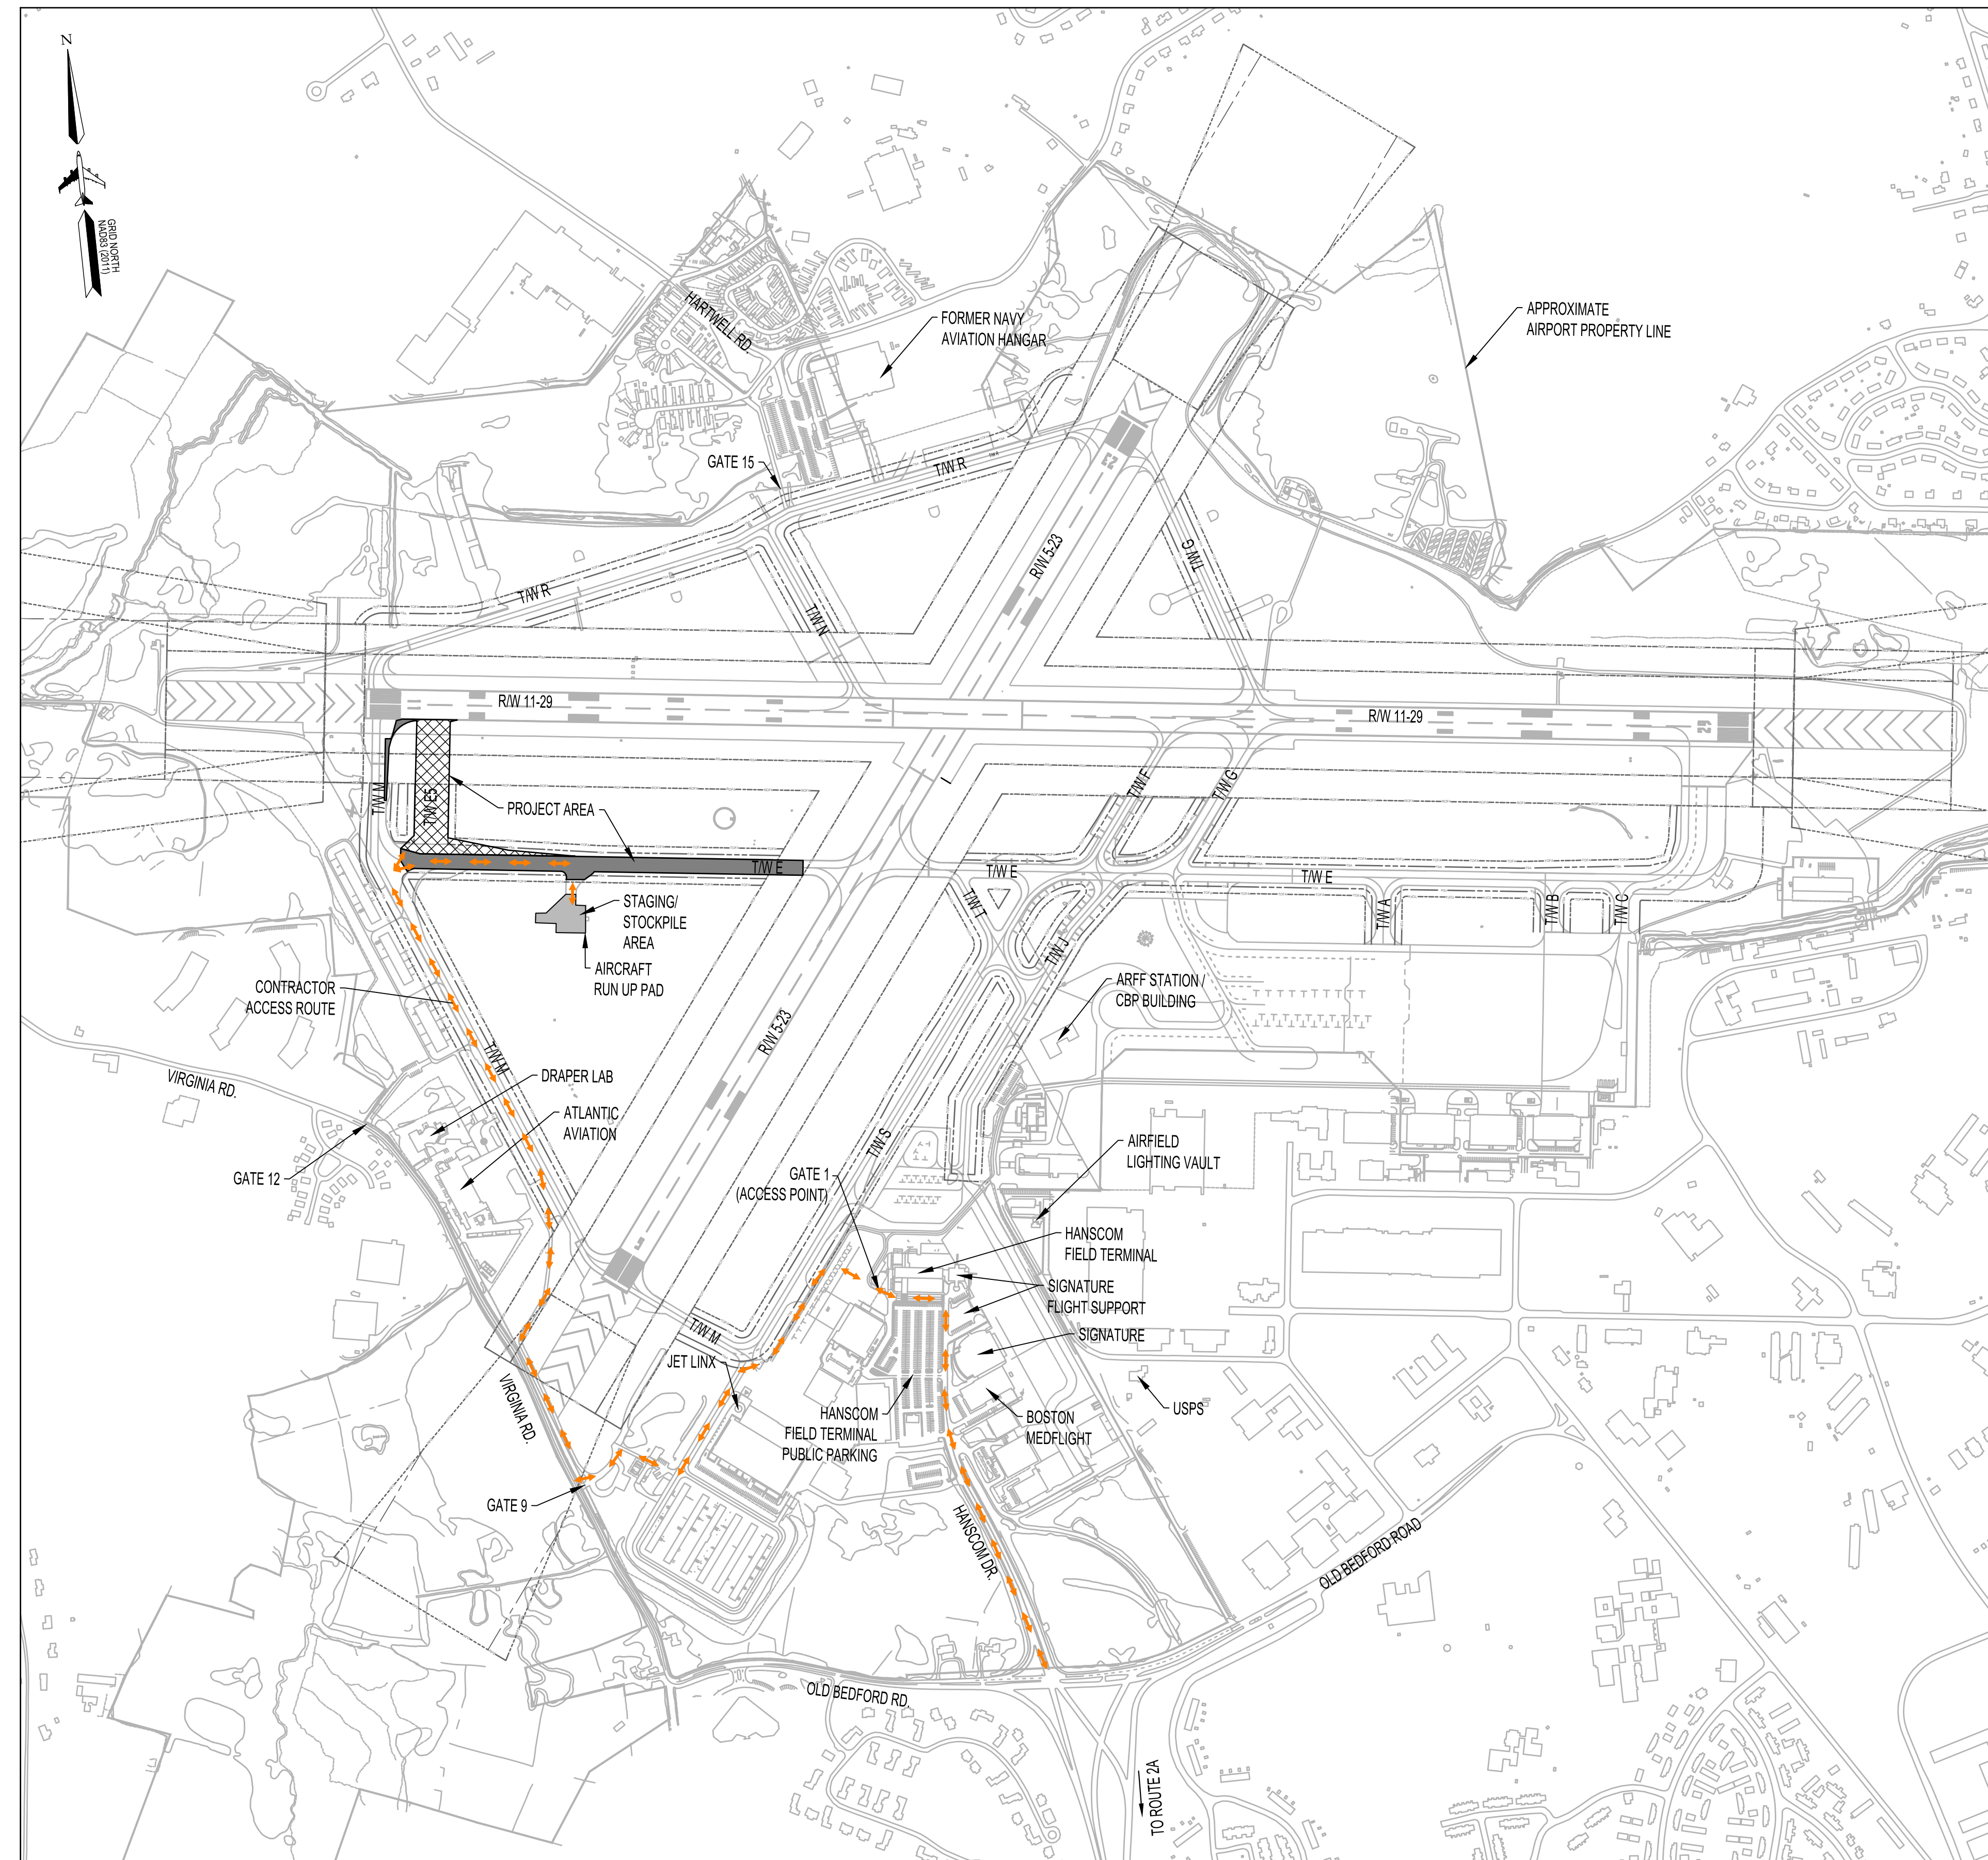 N
GRID NORTH
NAD83 (2011)
HARTWELL RD.
FORMER NAVY
AVIATION HANGAR
APPROXIMATE
AIRPORT PROPERTY LINE
GATE 15
T/W R
23
R/W 5-23
T/W G
T/W R
T/W N
R/W 11-29
R/W 11-29
29
T/W M
T/W E5
PROJECT AREA
T/W F
T/W G
T/W E
T/W E
T/W E
T/W T
T/W A
T/W B
T/W C
STAGING/
STOCKPILE
AREA
T/W J
AIRCRAFT
RUN UP PAD
CONTRACTOR
ACCESS ROUTE
ARFF STATION /
CBP BUILDING
R/W 5-23
T/W M
VIRGINIA RD.
DRAPER LAB
ATLANTIC
AVIATION
GATE 12
T/W S
AIRFIELD
LIGHTING VAULT
GATE 1
(ACCESS POINT)
HANSCOM
FIELD TERMINAL
5
SIGNATURE
FLIGHT SUPPORT
T/W M
SIGNATURE
JET LINX
VIRGINIA RD.
HANSCOM
FIELD TERMINAL
PUBLIC PARKING
BOSTON
MEDFLIGHT
USPS
GATE 9
HANSCOM DR.
OLD BEDFORD ROAD
OLD BEDFORD RD.
TO ROUTE 2A